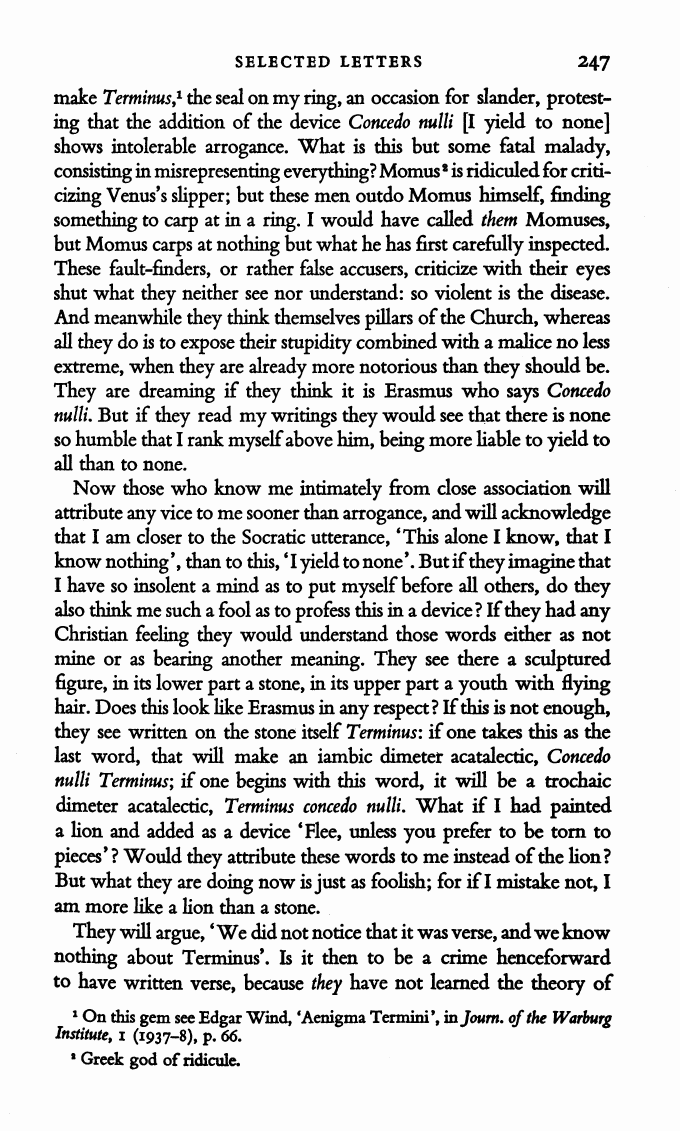 SELECTED LETTERS 247
make Terminus,¹ the seal on my ring, an occasion for slander, protest-
ing that the addition of the device Concedo nulli [I yield to none]
shows intolerable arrogance. What is this but some fatal malady,
consisting in misrepresenting everything? Momus² is ridiculed for criti-
cizing Venus's slipper; but these men outdo Momus himself, finding
something to carp at in a ring. I would have called them Momuses,
but Momus carps at nothing but what he has first carefully inspected.
These fault-finders, or rather false accusers, criticize with their eyes
shut what they neither see nor understand: so violent is the disease.
And meanwhile they think themselves pillars of the Church, whereas
all they do is to expose their stupidity combined with a malice no less
extreme, when they are already more notorious than they should be.
They are dreaming if they think it is Erasmus who says Concedo
nulli. But if they read my writings they would see that there is none
so humble that I rank myself above him, being more liable to yield to
all than to none.
Now those who know me intimately from close association will
attribute any vice to me sooner than arrogance, and will acknowledge
that I am closer to the Socratic utterance, 'This alone I know, that I
know nothing', than to this, 'I yield to none'. But if they imagine that
I have so insolent a mind as to put myself before all others, do they
also think me such a fool as to profess this in a device? If they had any
Christian feeling they would understand those words either as not
mine or as bearing another meaning. They see there a sculptured
figure, in its lower part a stone, in its upper part a youth with flying
hair. Does this look like Erasmus in any respect? If this is not enough,
they see written on the stone itself Terminus: if one takes this as the
last word, that will make an iambic dimeter acatalectic, Concedo
nulli Terminus; if one begins with this word, it will be a trochaic
dimeter acatalectic, Terminus concedo nulli. What if I had painted
a lion and added as a device 'Flee, unless you prefer to be torn to
pieces'? Would they attribute these words to me instead of the lion?
But what they are doing now is just as foolish; for if I mistake not, I
am more like a lion than a stone.
They will argue, 'We did not notice that it was verse, and we know
nothing about Terminus'. Is it then to be a crime henceforward
to have written verse, because they have not learned the theory of
¹ On this gem see Edgar Wind, 'Aenigma Termini', in Journ. of the Warburg
Institute, I (1937–8), p. 66.
² Greek god of ridicule.